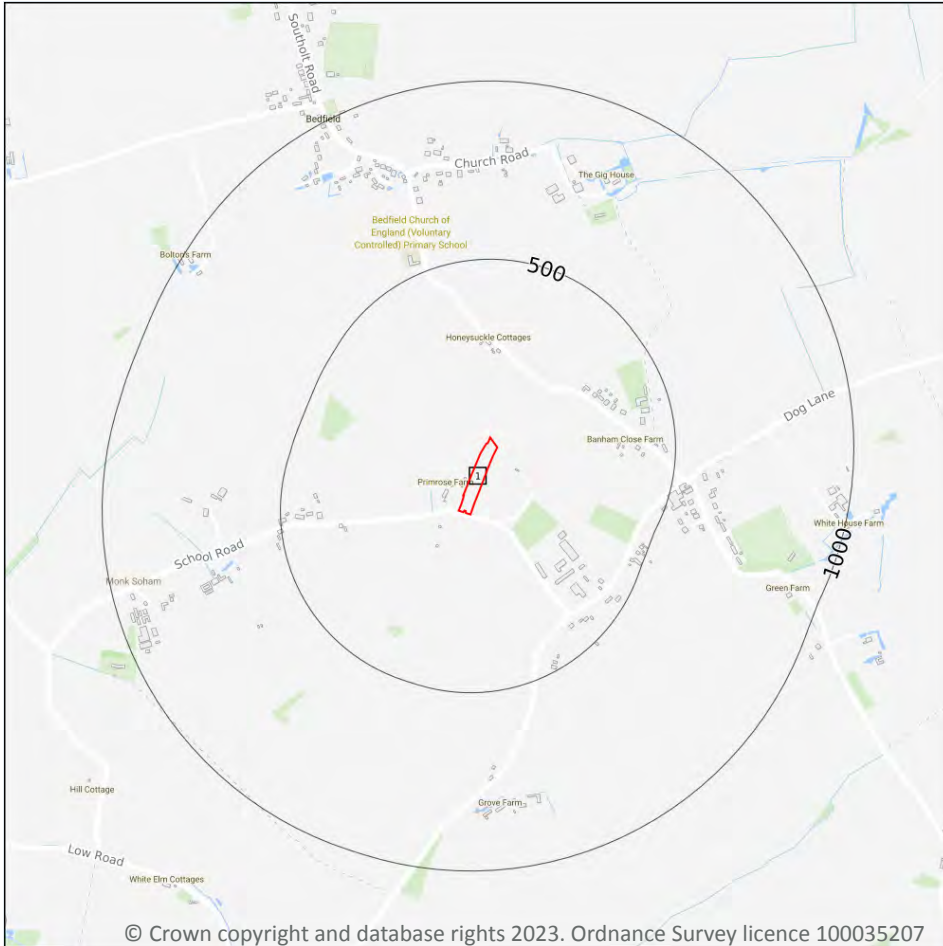 Southolt Road
Bedfield
Church Road
The Gig House
Bedfield Church of
England (Voluntary
Controlled) Primary School
Bolton's Farm
500
Honeysuckle Cottages
Dog Lane
Banham Close Farm
Primrose Farm
1
White House Farm
School Road
1000
Monk Soham
Green Farm
Hill Cottage
Grove Farm
Low Road
White Elm Cottages
© Crown copyright and database rights 2023. Ordnance Survey licence 100035207